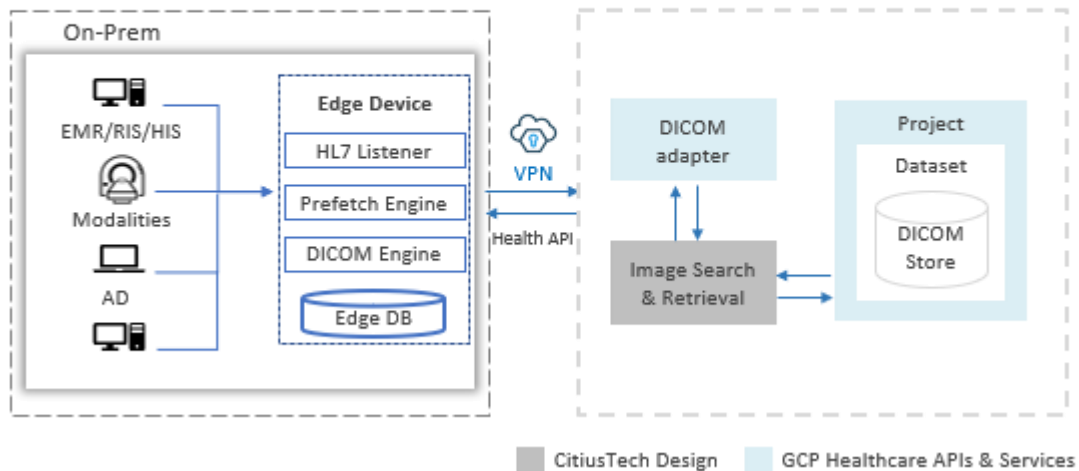 On-Prem
EMR/RIS/HIS
Modalities
AD
Edge Device
HL7 Listener
Prefetch Engine
DICOM Engine
Edge DB
VPN
Health API
DICOM
adapter
Image Search
& Retrieval
Project
Dataset
DICOM
Store
CitiusTech Design
GCP Healthcare APIs & Services